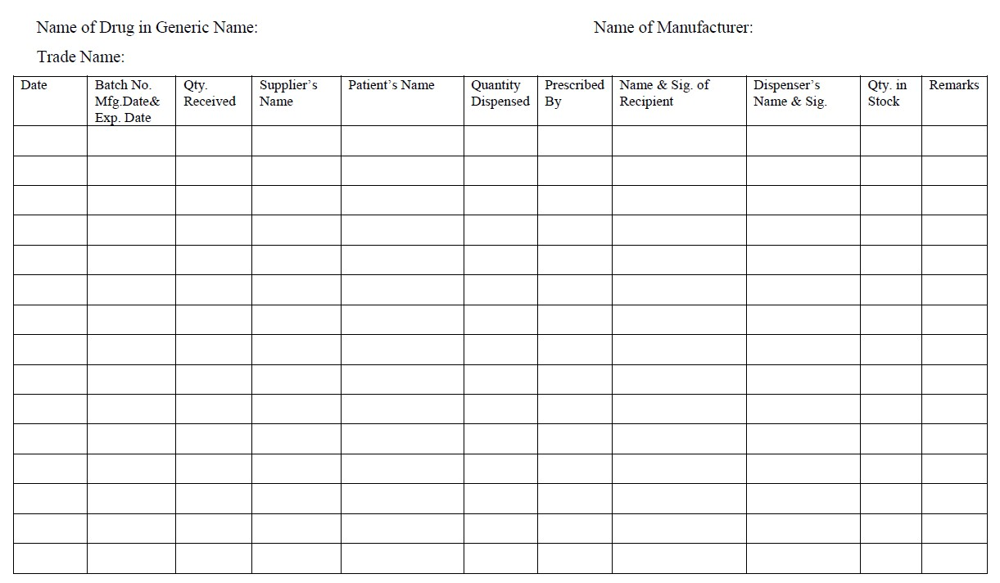 Name of Drug in Generic Name: Name of Manufacturer:
Trade Name:
Date Batch No. Qty. Supplier’s Patient’s Name Quantity Prescribed Name & Sig. of Dispenser’s Qty. in Remarks
Mfg.Date& Received Name Dispensed By Recipient Name & Sig. Stock
Exp. Date